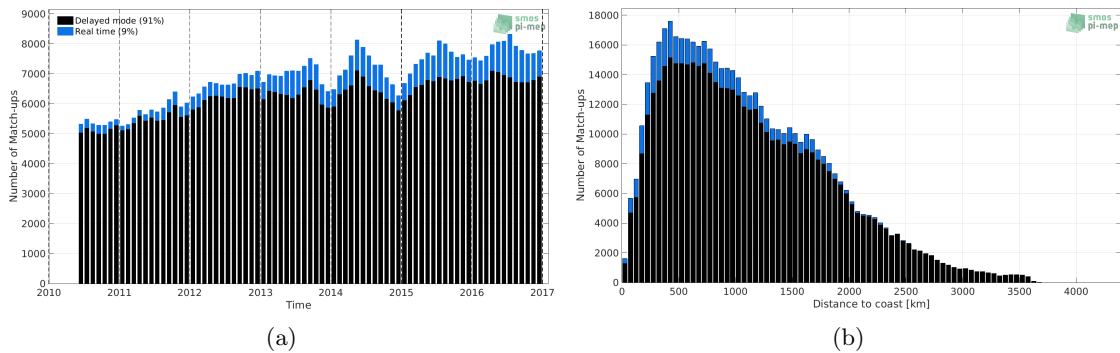 Delayed mode (91%)
Real time (9%)
smos
pi-mep
Number of Match-ups
9000
8000
7000
6000
5000
4000
3000
2000
1000
0
2010 2011 2012 2013 2014 2015 2016 2017
Time
(a)
smos
pi-mep
Number of Match-ups
18000
16000
14000
12000
10000
8000
6000
4000
2000
0
0 500 1000 1500 2000 2500 3000 3500 4000
Distance to coast [km]
(b)